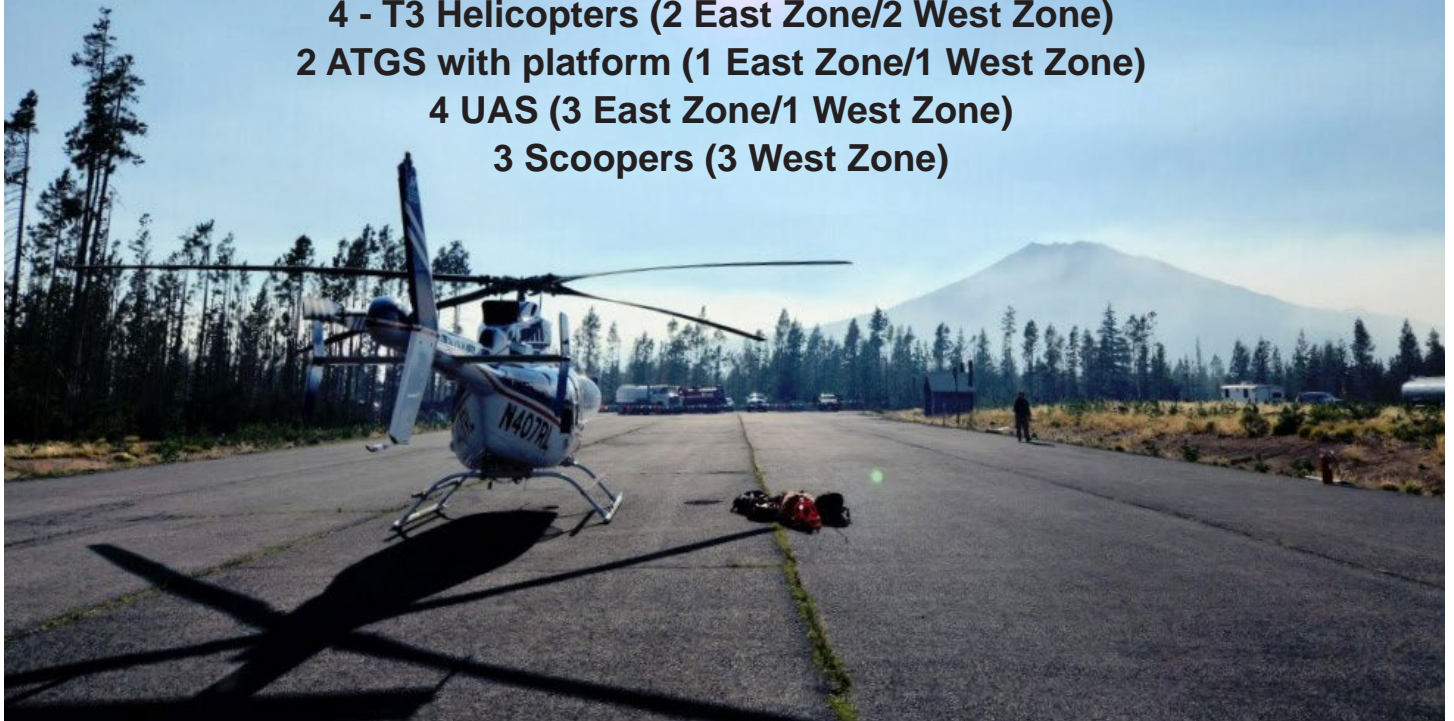 4 - T3 Helicopters (2 East Zone/2 West Zone)
2 ATGS with platform (1 East Zone/1 West Zone)
4 UAS (3 East Zone/1 West Zone)
3 Scoopers (3 West Zone)
N407RL